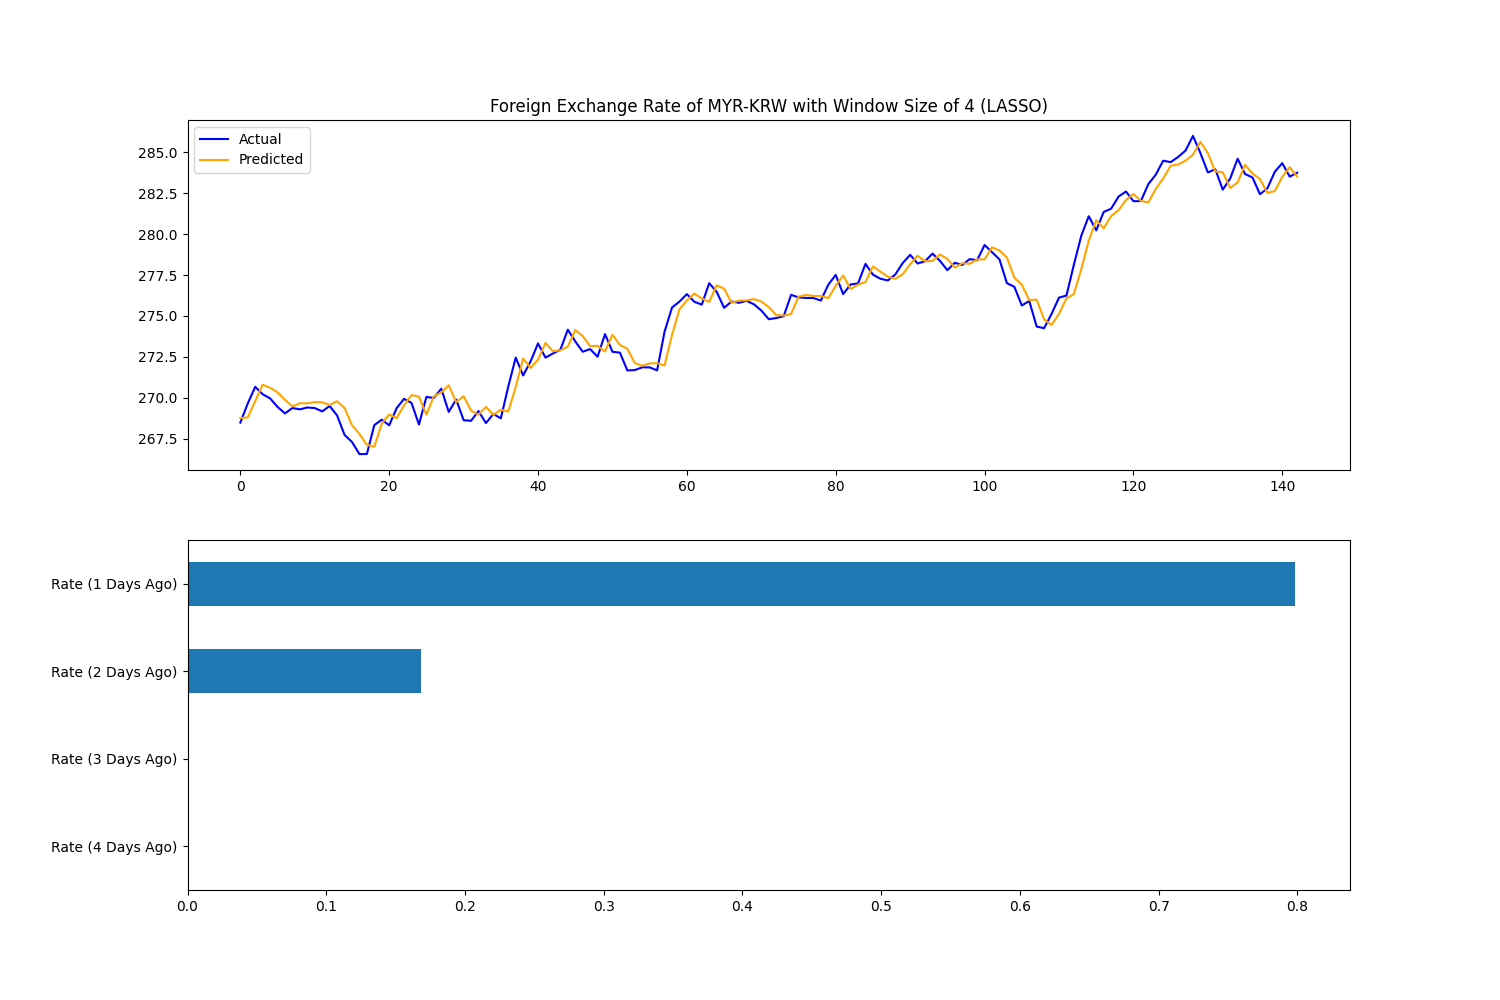 Foreign Exchange Rate of MYR-KRW with Window Size of 4 (LASSO)
Actual
Predicted
285.0
282.5
280.0
277.5
275.0
272.5
270.0
267.5
0 20 40 60 80 100 120 140
Rate (1 Days Ago)
Rate (2 Days Ago)
Rate (3 Days Ago)
Rate (4 Days Ago)
0.0 0.1 0.2 0.3 0.4 0.5 0.6 0.7 0.8